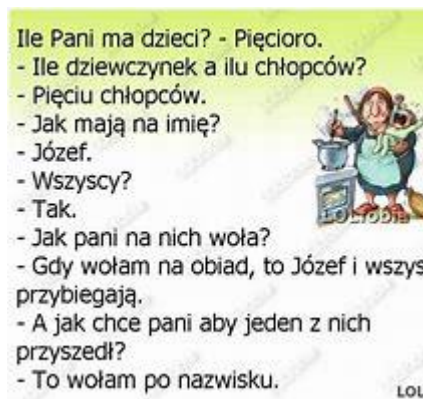 Ile Pani ma dzieci? - Pięcioro.
- Ile dziewczynek a ilu chłopców?
- Pięciu chłopców.
- Jak mają na imię?
- Józef.
- Wszyscy?
- Tak.
- Jak pani na nich woła?
- Gdy wołam na obiad, to Józef i wszys
przybiegają.
- A jak chce pani aby jeden z nich
przyszedł?
- To wołam po nazwisku.
LOL